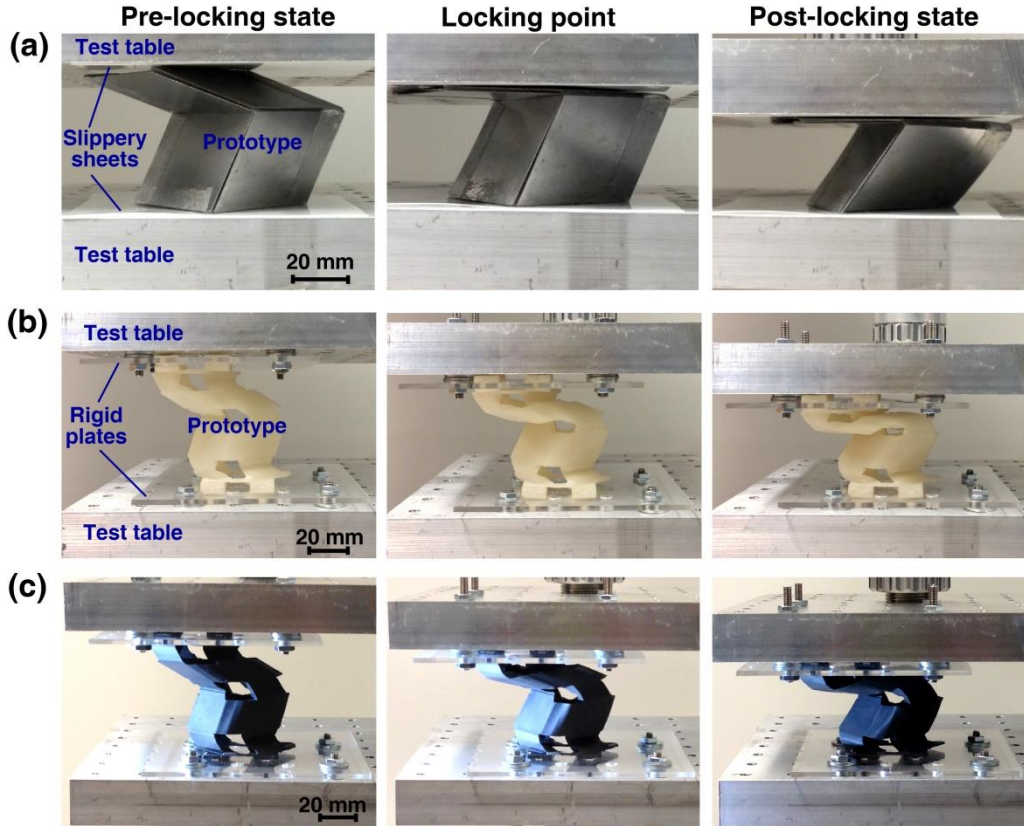 Pre-locking state
Locking point
Post-locking state
(a)
Test table
Slippery
sheets
Prototype
Test table
20 mm
(b)
Test table
Rigid
plates
Prototype
Test table
20 mm
(c)
20 mm